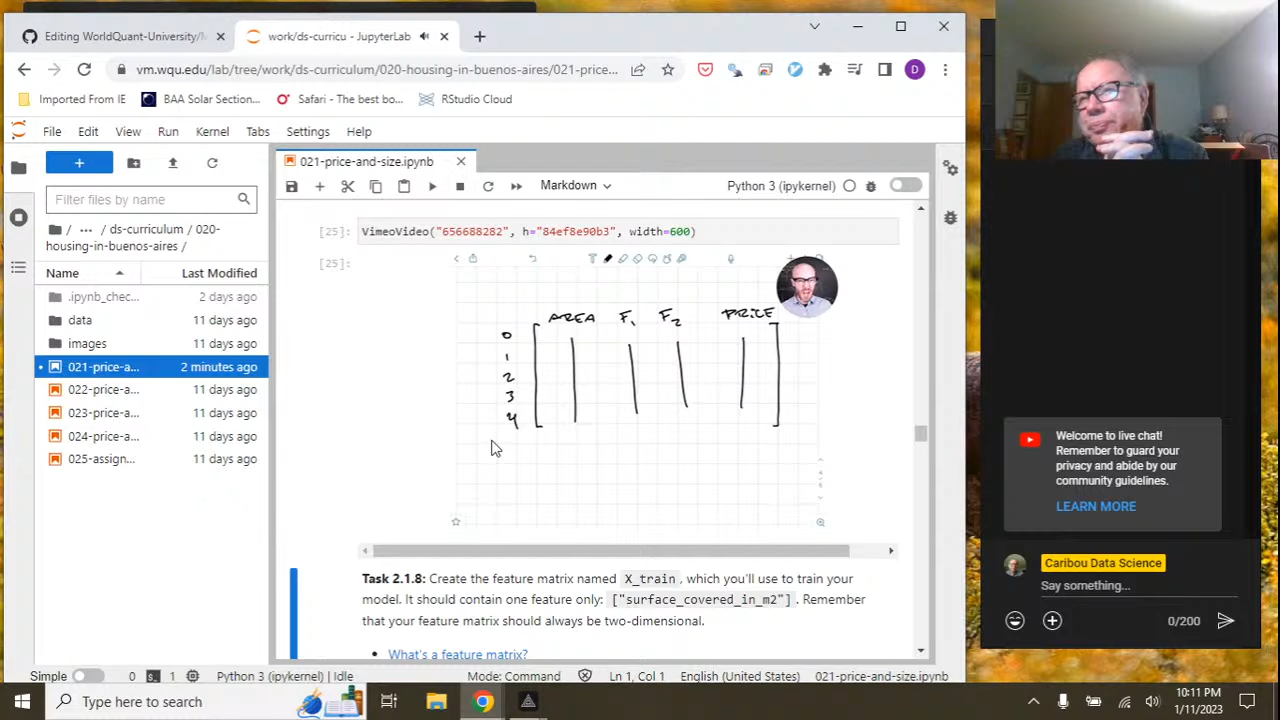 Editing WorldQuant-University/
work/ds-curricu - JupyterLab
vm.wqu.edu/lab/tree/work/ds-curriculum/020-housing-in-buenos-aires/021-price...
D
Imported From IE
BAA Solar Section...
Safari - The best bo...
RStudio Cloud
File Edit View Run Kernel Tabs Settings Help
021-price-and-size.ipynb
Markdown
Python 3 (ipykernel)
Filter files by name
/ ... / ds-curriculum / 020-
housing-in-buenos-aires /
Name Last Modified
.ipynb_chec... 2 days ago
data 11 days ago
images 11 days ago
021-price-a... 2 minutes ago
022-price-a... 11 days ago
023-price-a... 11 days ago
024-price-a... 11 days ago
025-assign... 11 days ago
[25]: VimeoVideo("656688282", h="84ef8e90b3", width=600)
[25]:
AREA F1 F2 PRICE
0
1
2
3
4
Task 2.1.8: Create the feature matrix named X_train, which you'll use to train your
model. It should contain one feature only: ["surface_covered_in_m2"]. Remember
that your feature matrix should always be two-dimensional.
• What's a feature matrix?
Simple 0 1 Python 3 (ipykernel) | Idle Mode: Command Ln 1, Col 1 English (United States) 021-price-and-size.ipynb
Welcome to live chat!
Remember to guard your
privacy and abide by our
community guidelines.
LEARN MORE
Caribou Data Science
Say something...
0/200
Type here to search
10:11 PM
1/11/2023